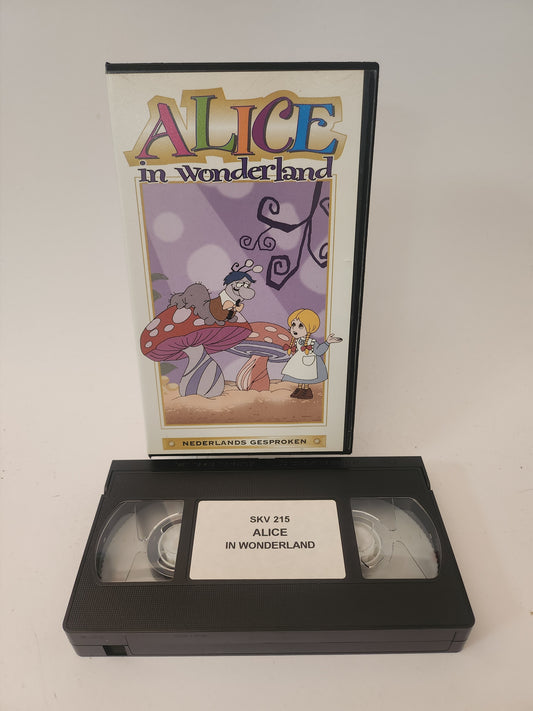 ALICE
in wonderland
NEDERLANDS GESPROKEN
SKV 215
ALICE
IN WONDERLAND